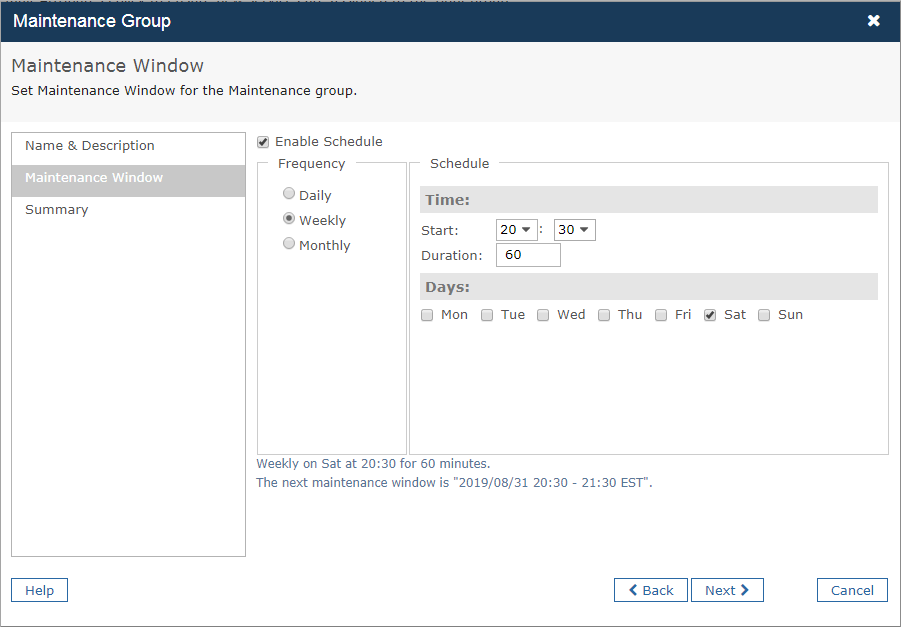 Maintenance Group
Maintenance Window
Set Maintenance Window for the Maintenance group.
Name & Description
Maintenance Window
Summary
Enable Schedule
Frequency
Daily
Weekly
Monthly
Schedule
Time:
Start: 20 : 30
Duration: 60
Days:
Mon Tue Wed Thu Fri Sat Sun
Weekly on Sat at 20:30 for 60 minutes.
The next maintenance window is "2019/08/31 20:30 - 21:30 EST".
Help Back Next Cancel